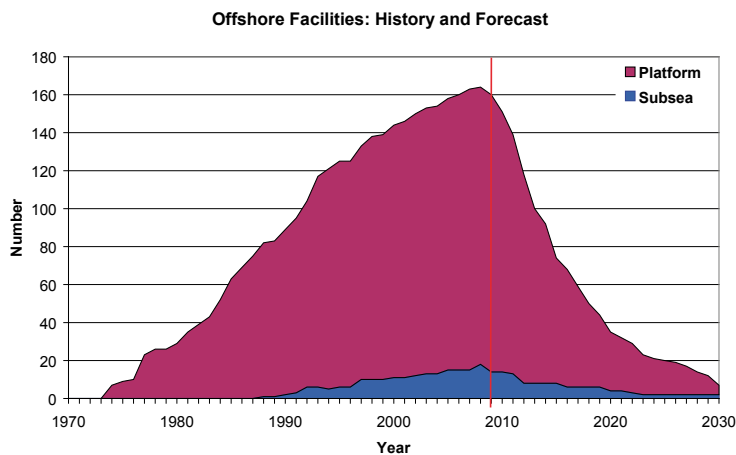 Offshore Facilities: History and Forecast
180
160
140
120
100
80
60
40
20
0
Number
Platform
Subsea
1970 1980 1990 2000 2010 2020 2030
Year